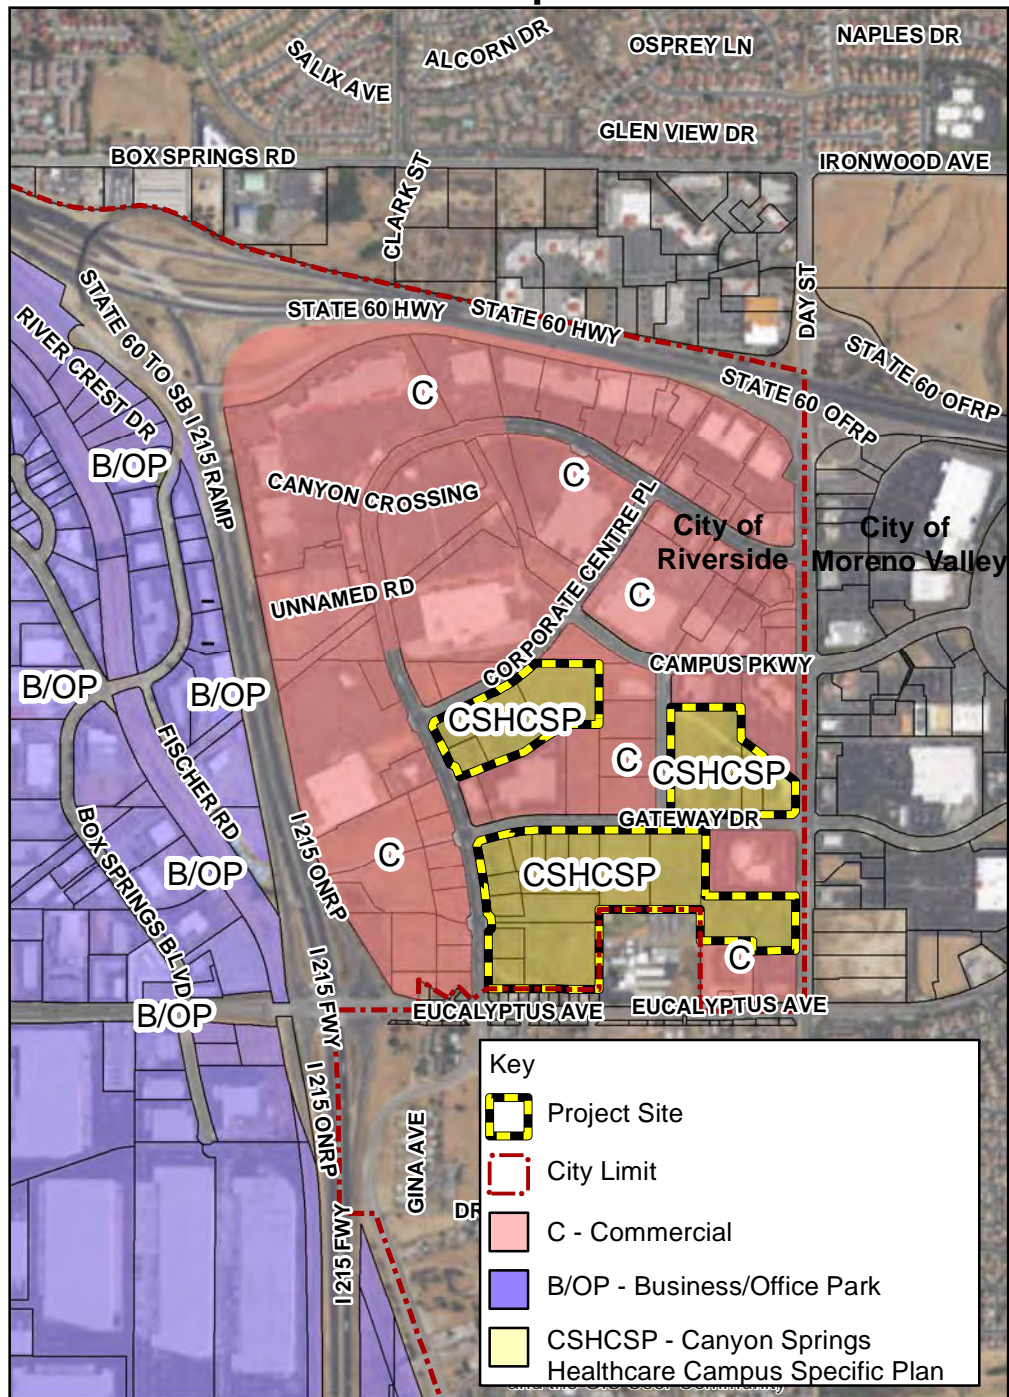 SALIX AVE
ALCORN DR
OSPREY LN
NAPLES DR
GLEN VIEW DR
BOX SPRINGS RD
IRONWOOD AVE
CLARK ST
DAY ST
STATE 60 HWY
STATE 60 HWY
STATE 60 TO SB I 215 RAMP
RIVER CREST DR
STATE 60 OFRP
STATE 60 OFRP
C
B/OP
C
CANYON CROSSING
City of
Riverside
City of
Moreno Valley
CORPORATE CENTRE PL
UNNAMED RD
C
CAMPUS PKWY
B/OP
B/OP
CSHCSP
FISCHER RD
C
CSHCSP
GATEWAY DR
BOX SPRINGS BLVD
I 215 ONRP
C
B/OP
CSHCSP
C
I 215 FWY
B/OP
EUCALYPTUS AVE
EUCALYPTUS AVE
I 215 ONRP
GINA AVE
DR
I 215 FWY
Key
Project Site
City Limit
C - Commercial
B/OP - Business/Office Park
CSHCSP - Canyon Springs
Healthcare Campus Specific Plan